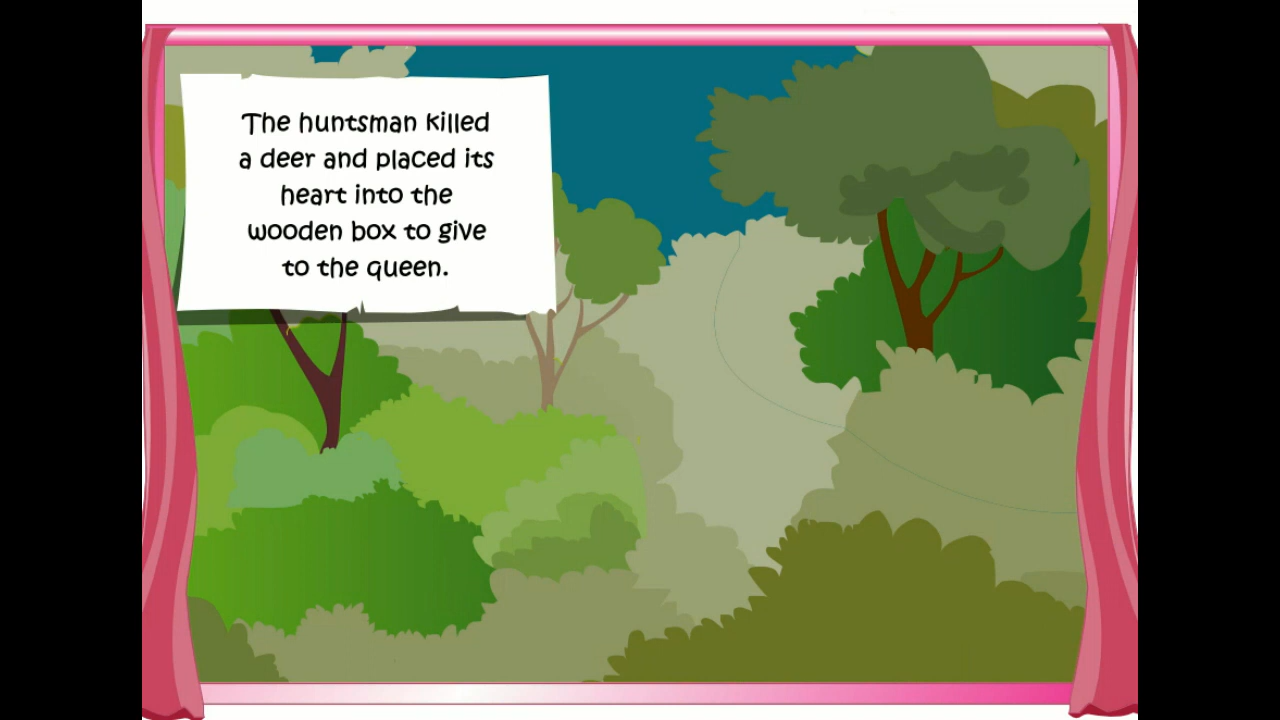 The huntsman killed
a deer and placed its
heart into the
wooden box to give
to the queen.